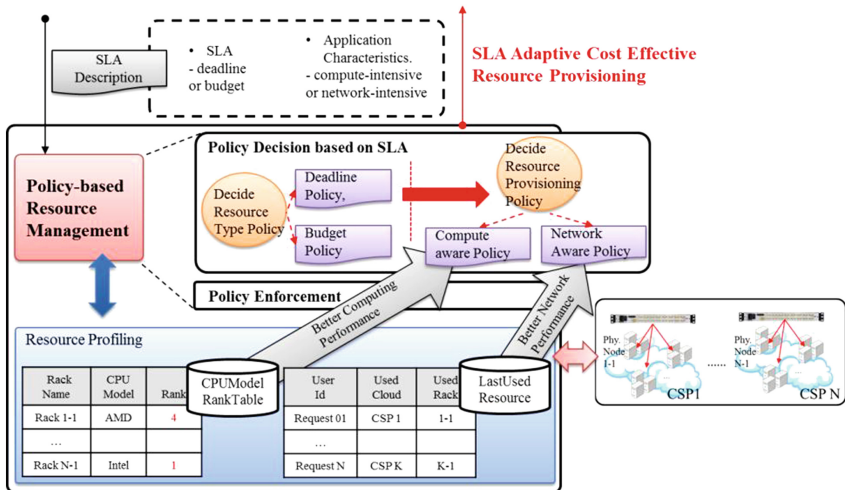 SLA
Description
• SLA
- deadline
or budget
• Application
Characteristics.
- compute-intensive
or network-intensive
SLA Adaptive Cost Effective
Resource Provisioning
Policy-based
Resource
Management
Policy Decision based on SLA
Decide
Resource
Type Policy
Deadline
Policy,
Budget
Policy
Decide
Resource
Provisioning
Policy
Compute
aware Policy
Network
Aware Policy
Policy Enforcement
Better Computing
Performance
Better Network
Performance
Resource Profiling
Rack Name CPU Model Rank
Rack 1-1 AMD 4
...
Rack N-1 Intel 1
CPUModel
RankTable
User Id Used Cloud Used Rack
Request 01 CSP 1 1-1
...
Request N CSP K K-1
LastUsed
Resource
Phy.
Node
1-1
CSP1
......
Phy.
Node
N-1
CSP N